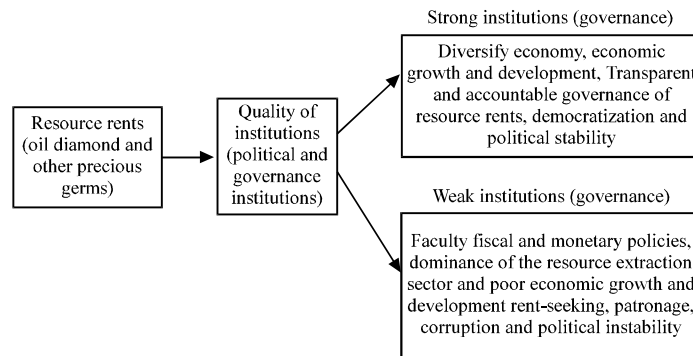 Resource rents
(oil diamond and
other precious
germs)
Quality of
institutions
(political and
governance
institutions)
Strong institutions (governance)
Diversify economy, economic
growth and development, Transparent
and accountable governance of
resource rents, democratization and
political stability
Weak institutions (governance)
Faculty fiscal and monetary policies,
dominance of the resource extraction
sector and poor economic growth and
development rent-seeking, patronage,
corruption and political instability